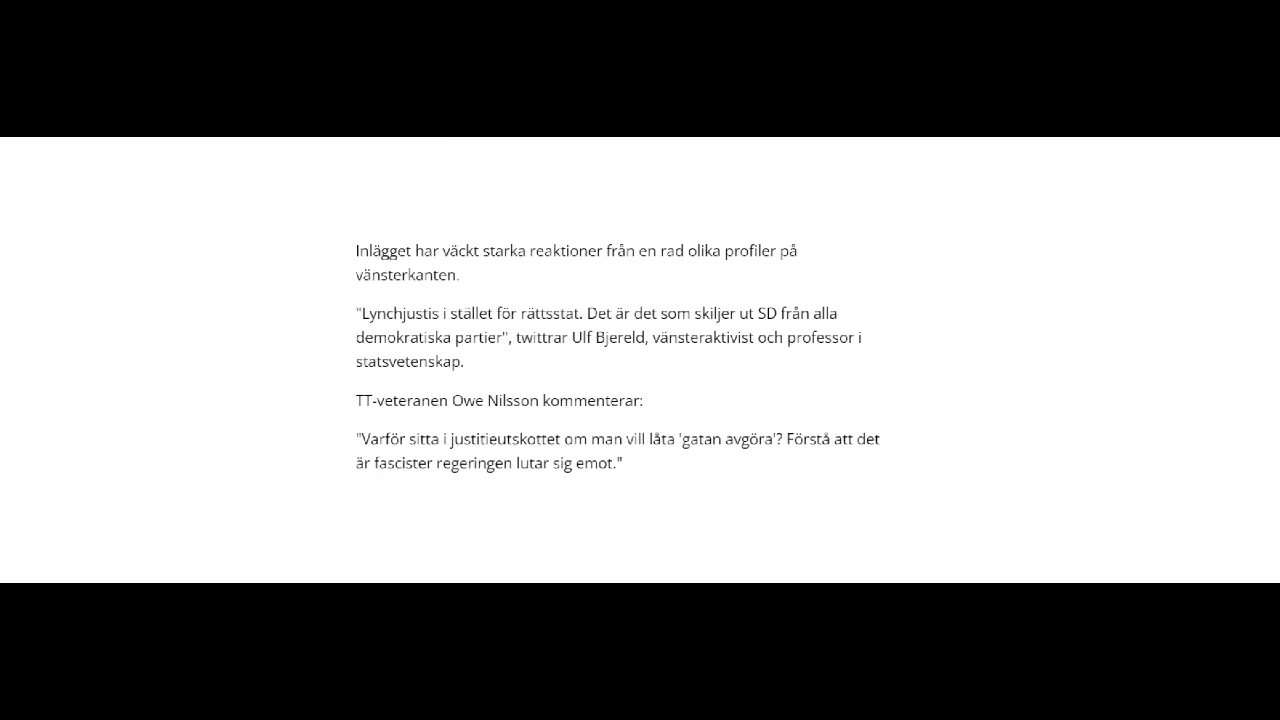 Inlägget har väckt starka reaktioner från en rad olika profiler på
vänsterkanten.
"Lynchjustis i stället för rättsstat. Det är det som skiljer ut SD från alla
demokratiska partier", twittrar Ulf Bjereld, vänsteraktivist och professor i
statsvetenskap.
TT-veteranen Owe Nilsson kommenterar:
"Varför sitta i justitieutskottet om man vill låta 'gatan avgöra'? Förstå att det
är fascister regeringen lutar sig emot."